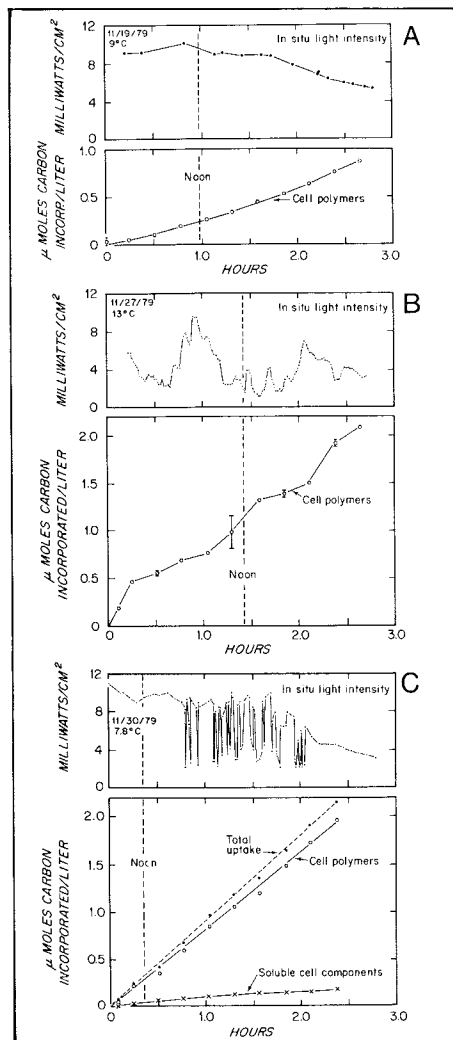 A
11/19/79
9°C
In situ light intensity
MILLIWATTS/CM²
12
8
4
0
μ MOLES CARBON
INCORP./LITER
1.0
0.5
0
Noon
Cell polymers
0 1.0 2.0 3.0
HOURS
B
11/27/79
13°C
In situ light intensity
MILLIWATTS/CM²
12
8
4
0
μ MOLES CARBON
INCORPORATED/LITER
2.0
1.5
1.0
0.5
0
Cell polymers
Noon
0 1.0 2.0 3.0
HOURS
C
11/30/79
7.8°C
In situ light intensity
MILLIWATTS/CM²
12
8
4
0
μ MOLES CARBON
INCORPORATED/LITER
2.0
1.5
1.0
0.5
0
Noon
Total
uptake
Cell polymers
Soluble cell components
0 1.0 2.0 3.0
HOURS